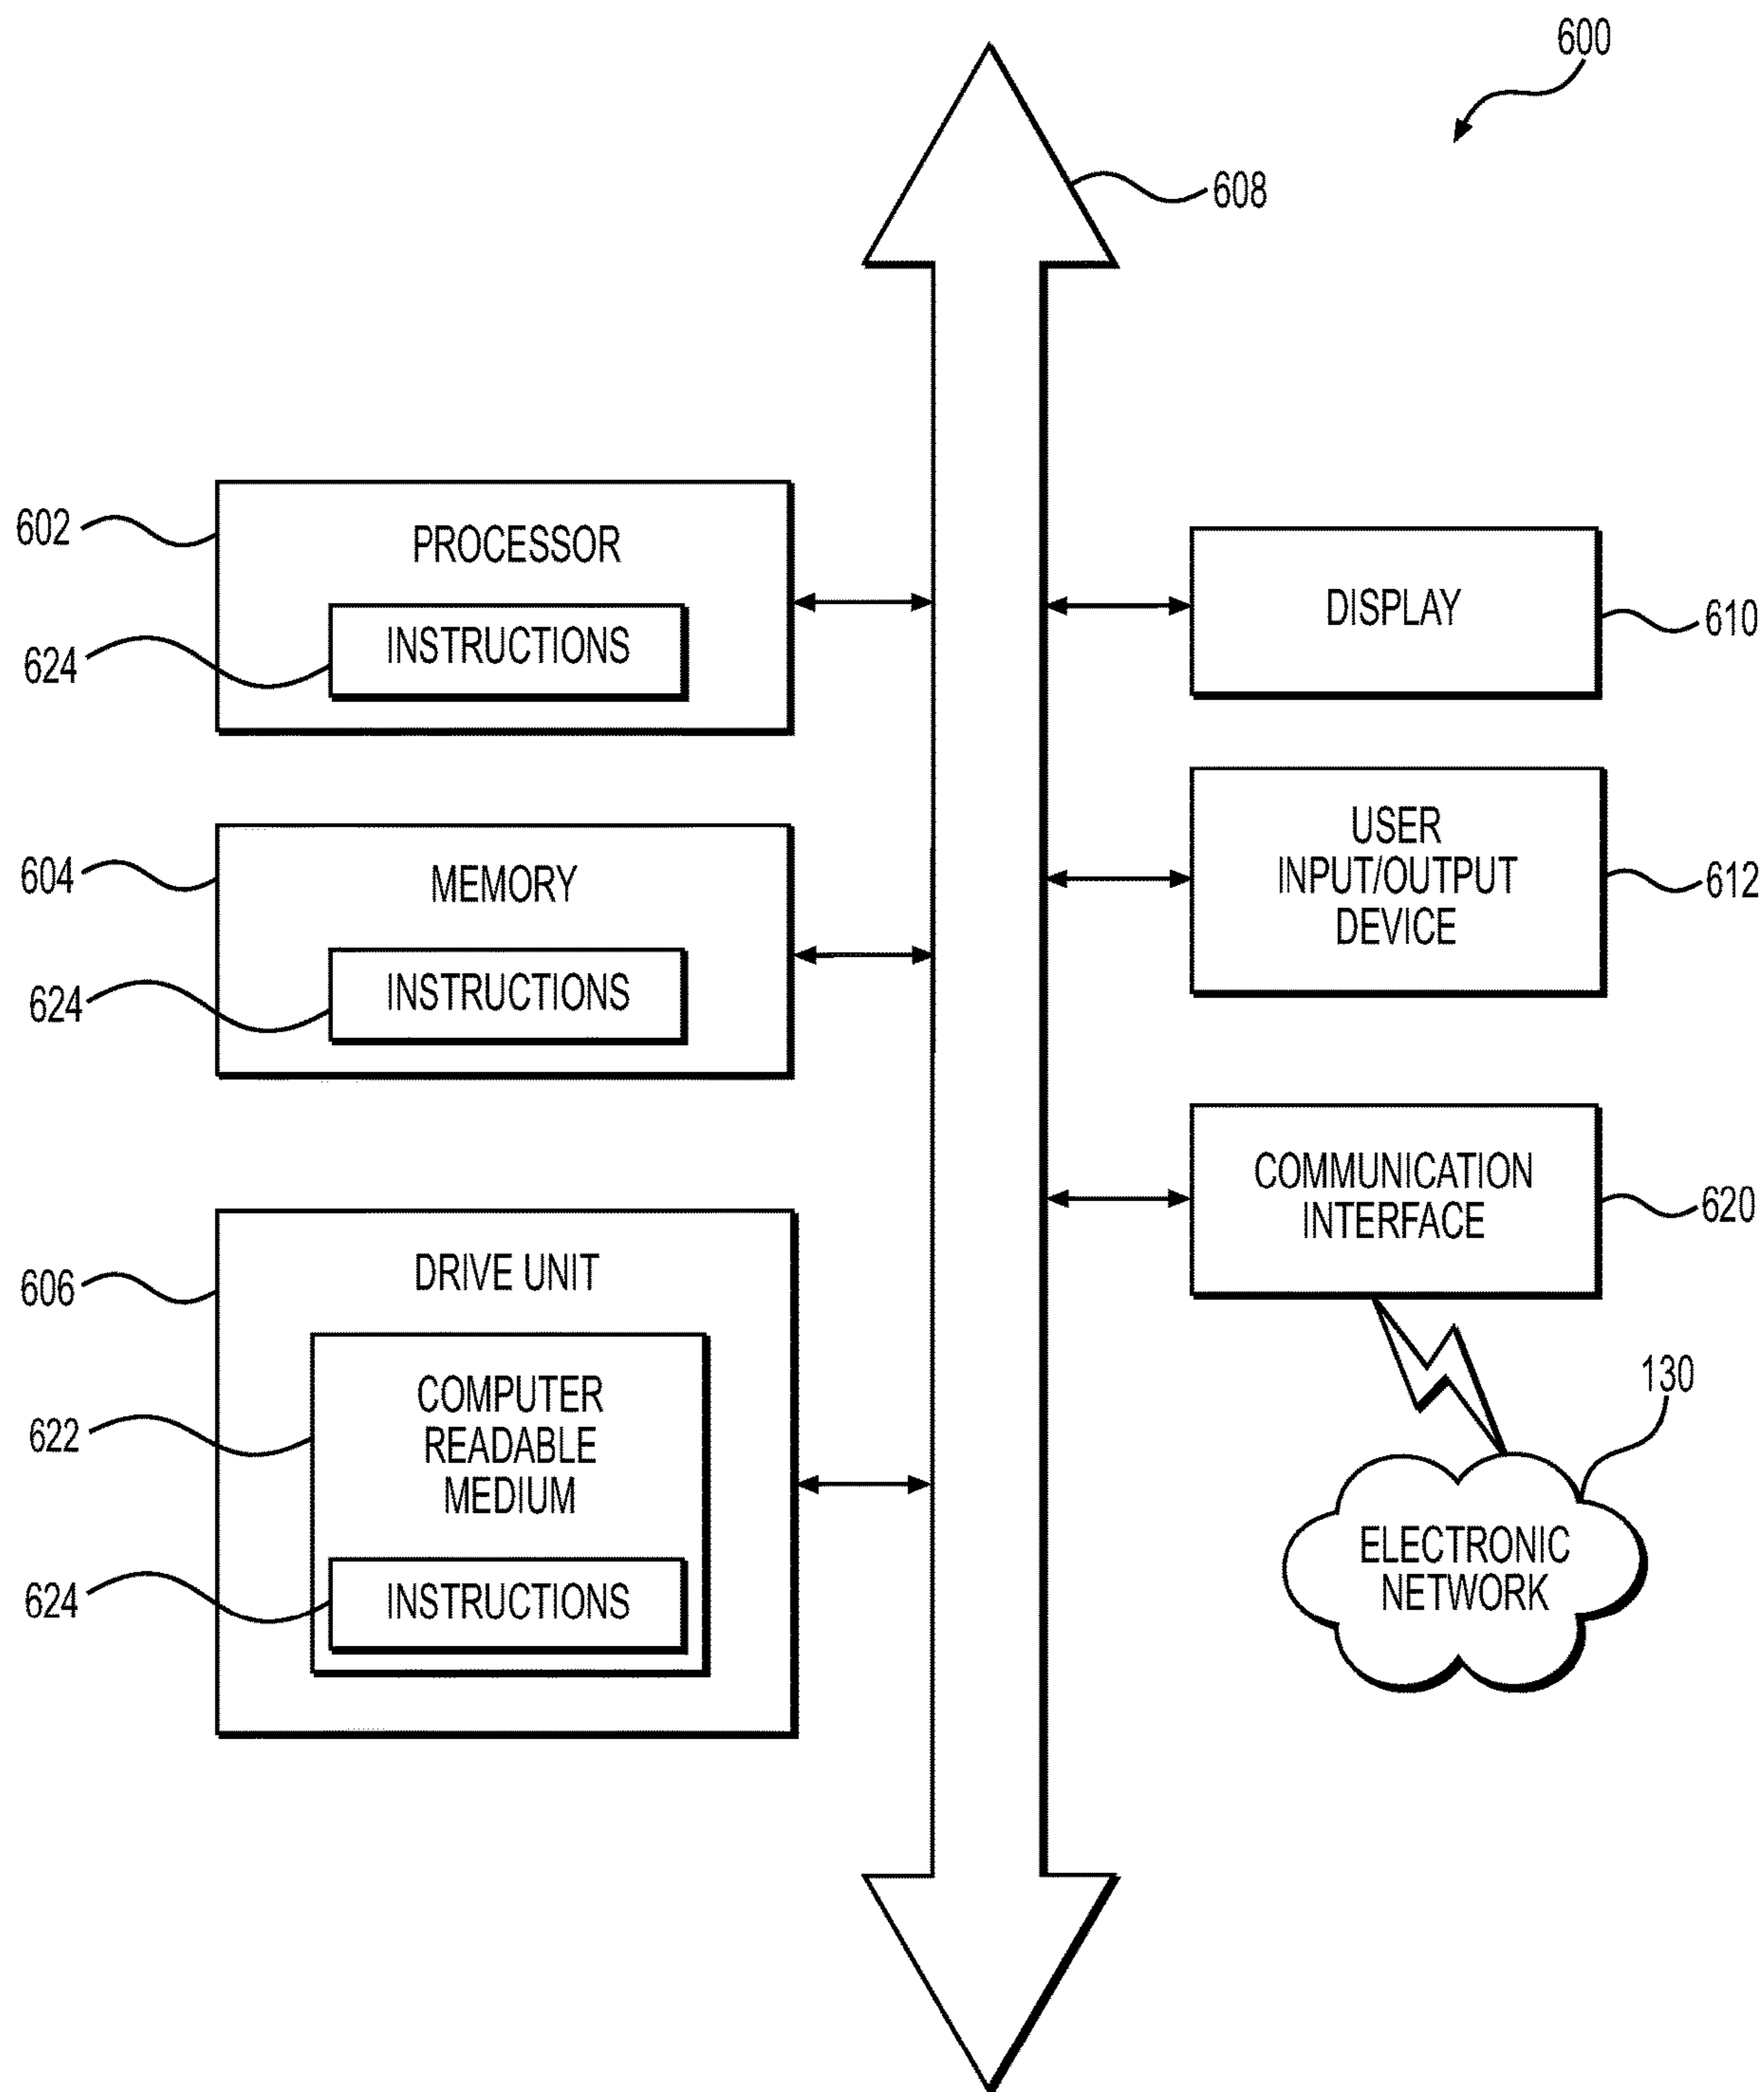 600
608
602
PROCESSOR
624
INSTRUCTIONS
604
MEMORY
624
INSTRUCTIONS
606
DRIVE UNIT
622
COMPUTER
READABLE
MEDIUM
624
INSTRUCTIONS
DISPLAY
610
USER
INPUT/OUTPUT
DEVICE
612
COMMUNICATION
INTERFACE
620
130
ELECTRONIC
NETWORK